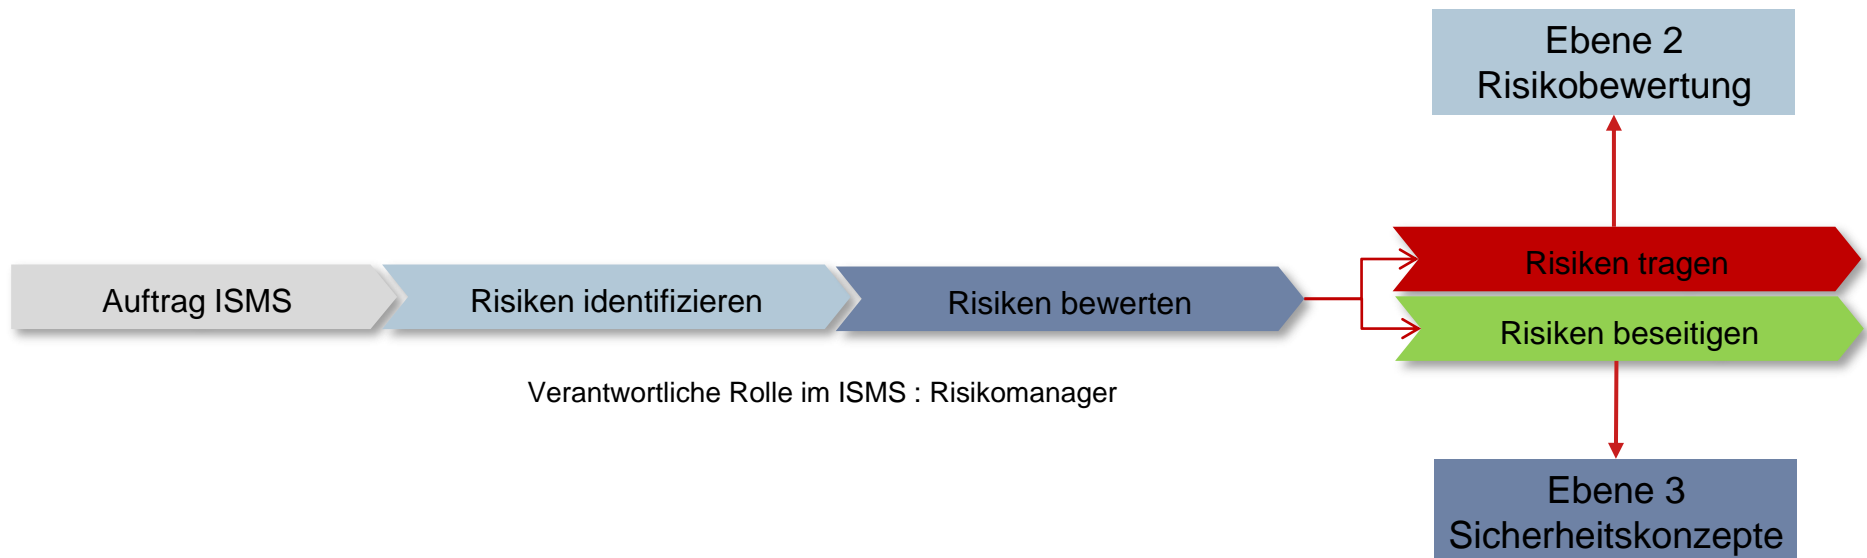 Ebene 2
Risikobewertung
Risiken tragen
Auftrag ISMS
Risiken identifizieren
Risiken bewerten
Risiken beseitigen
Verantwortliche Rolle im ISMS : Risikomanager
Ebene 3
Sicherheitskonzepte